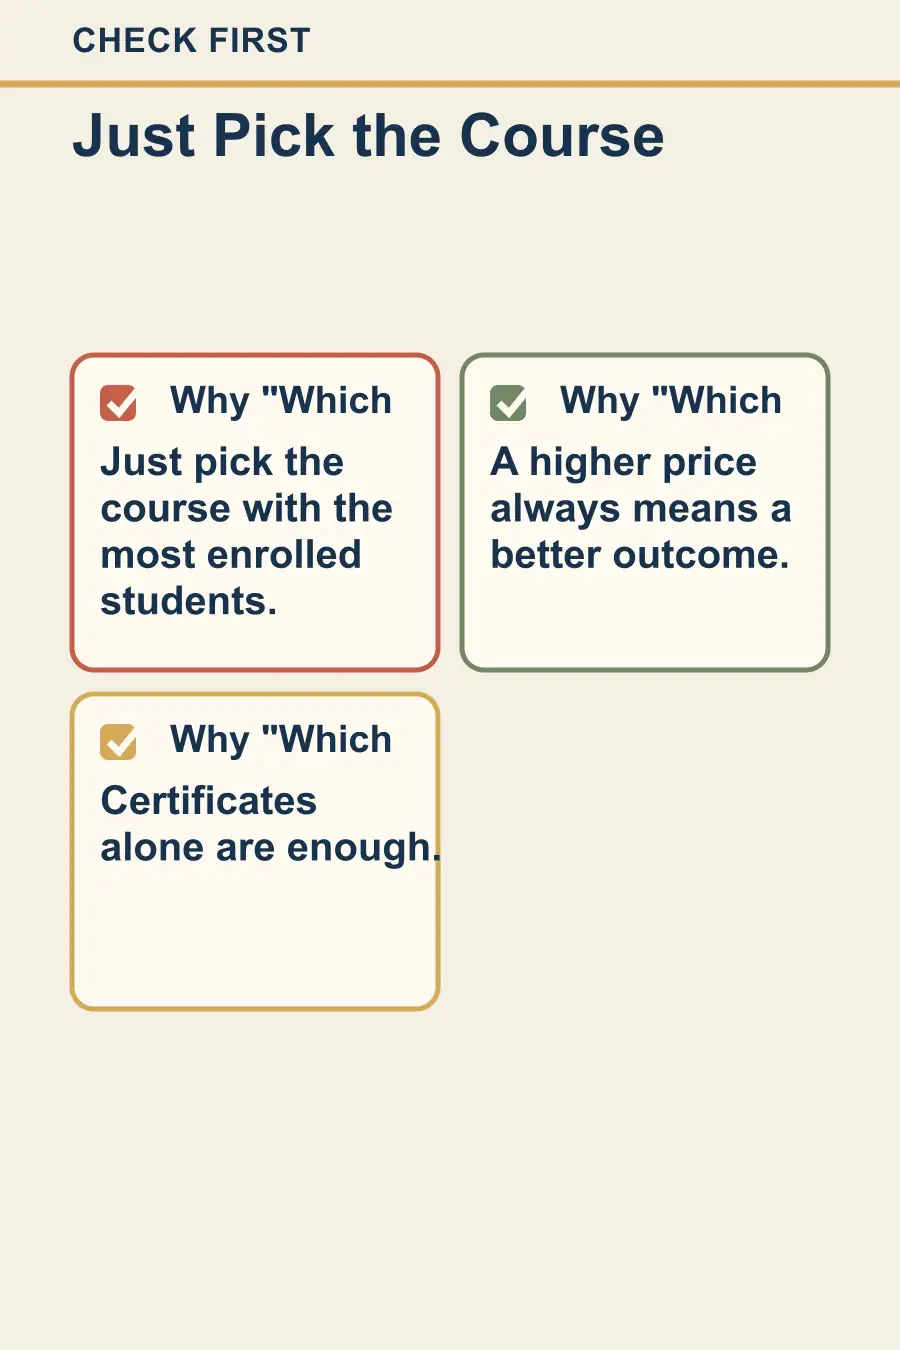 CHECK FIRST
Just Pick the Course
Why "Which
Just pick the
course with the
most enrolled
students.
Why "Which
A higher price
always means a
better outcome.
Why "Which
Certificates
alone are enough.